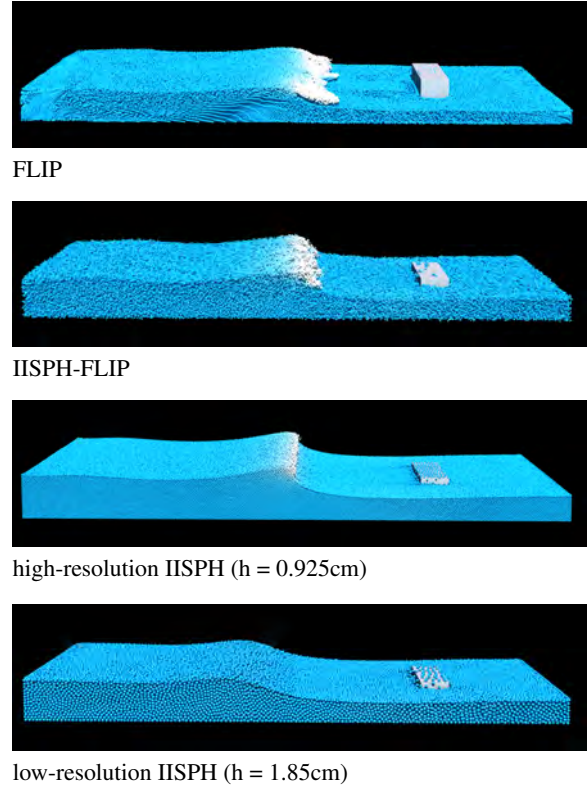 FLIP
IISPH-FLIP
high-resolution IISPH (h = 0.925cm)
low-resolution IISPH (h = 1.85cm)